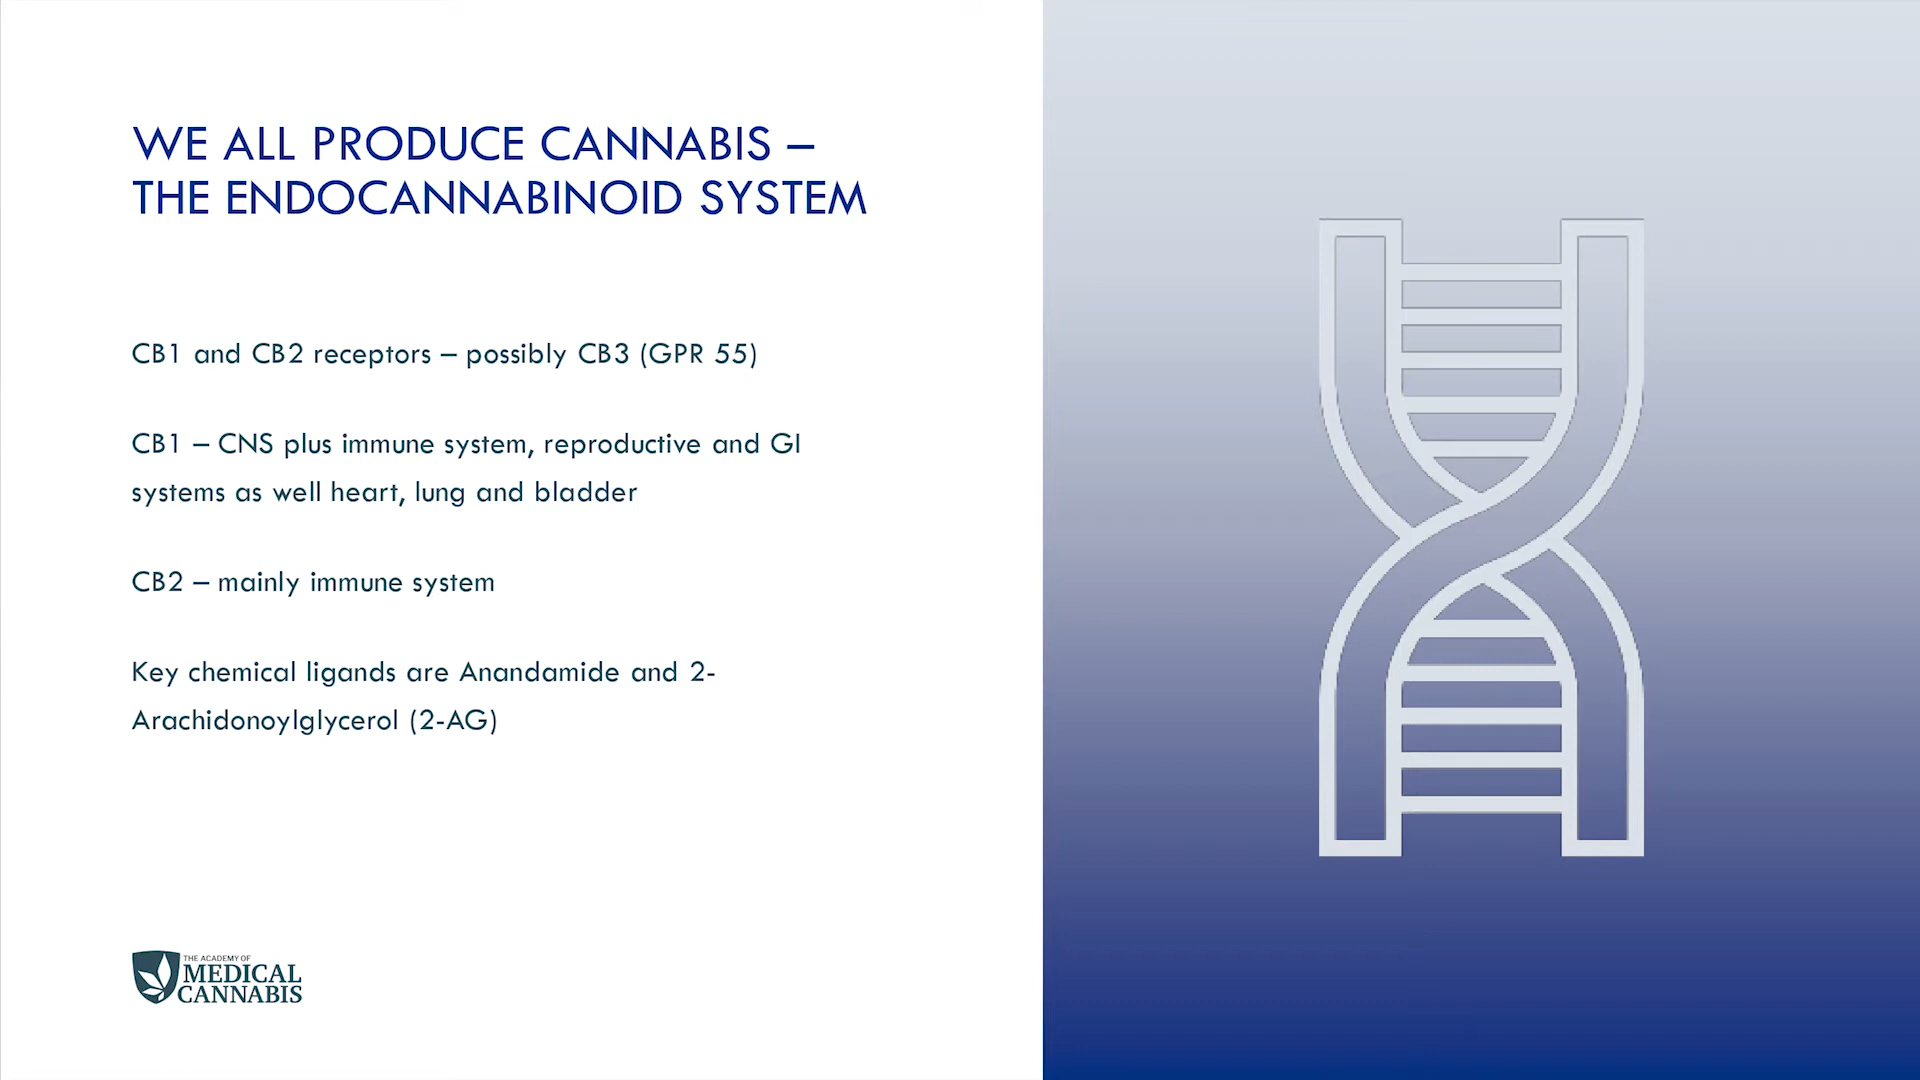 WE ALL PRODUCE CANNABIS –
THE ENDOCANNABINOID SYSTEM
CB1 and CB2 receptors – possibly CB3 (GPR 55)
CB1 – CNS plus immune system, reproductive and GI
systems as well heart, lung and bladder
CB2 – mainly immune system
Key chemical ligands are Anandamide and 2-
Arachidonoylglycerol (2-AG)
THE ACADEMY OF
MEDICAL
CANNABIS